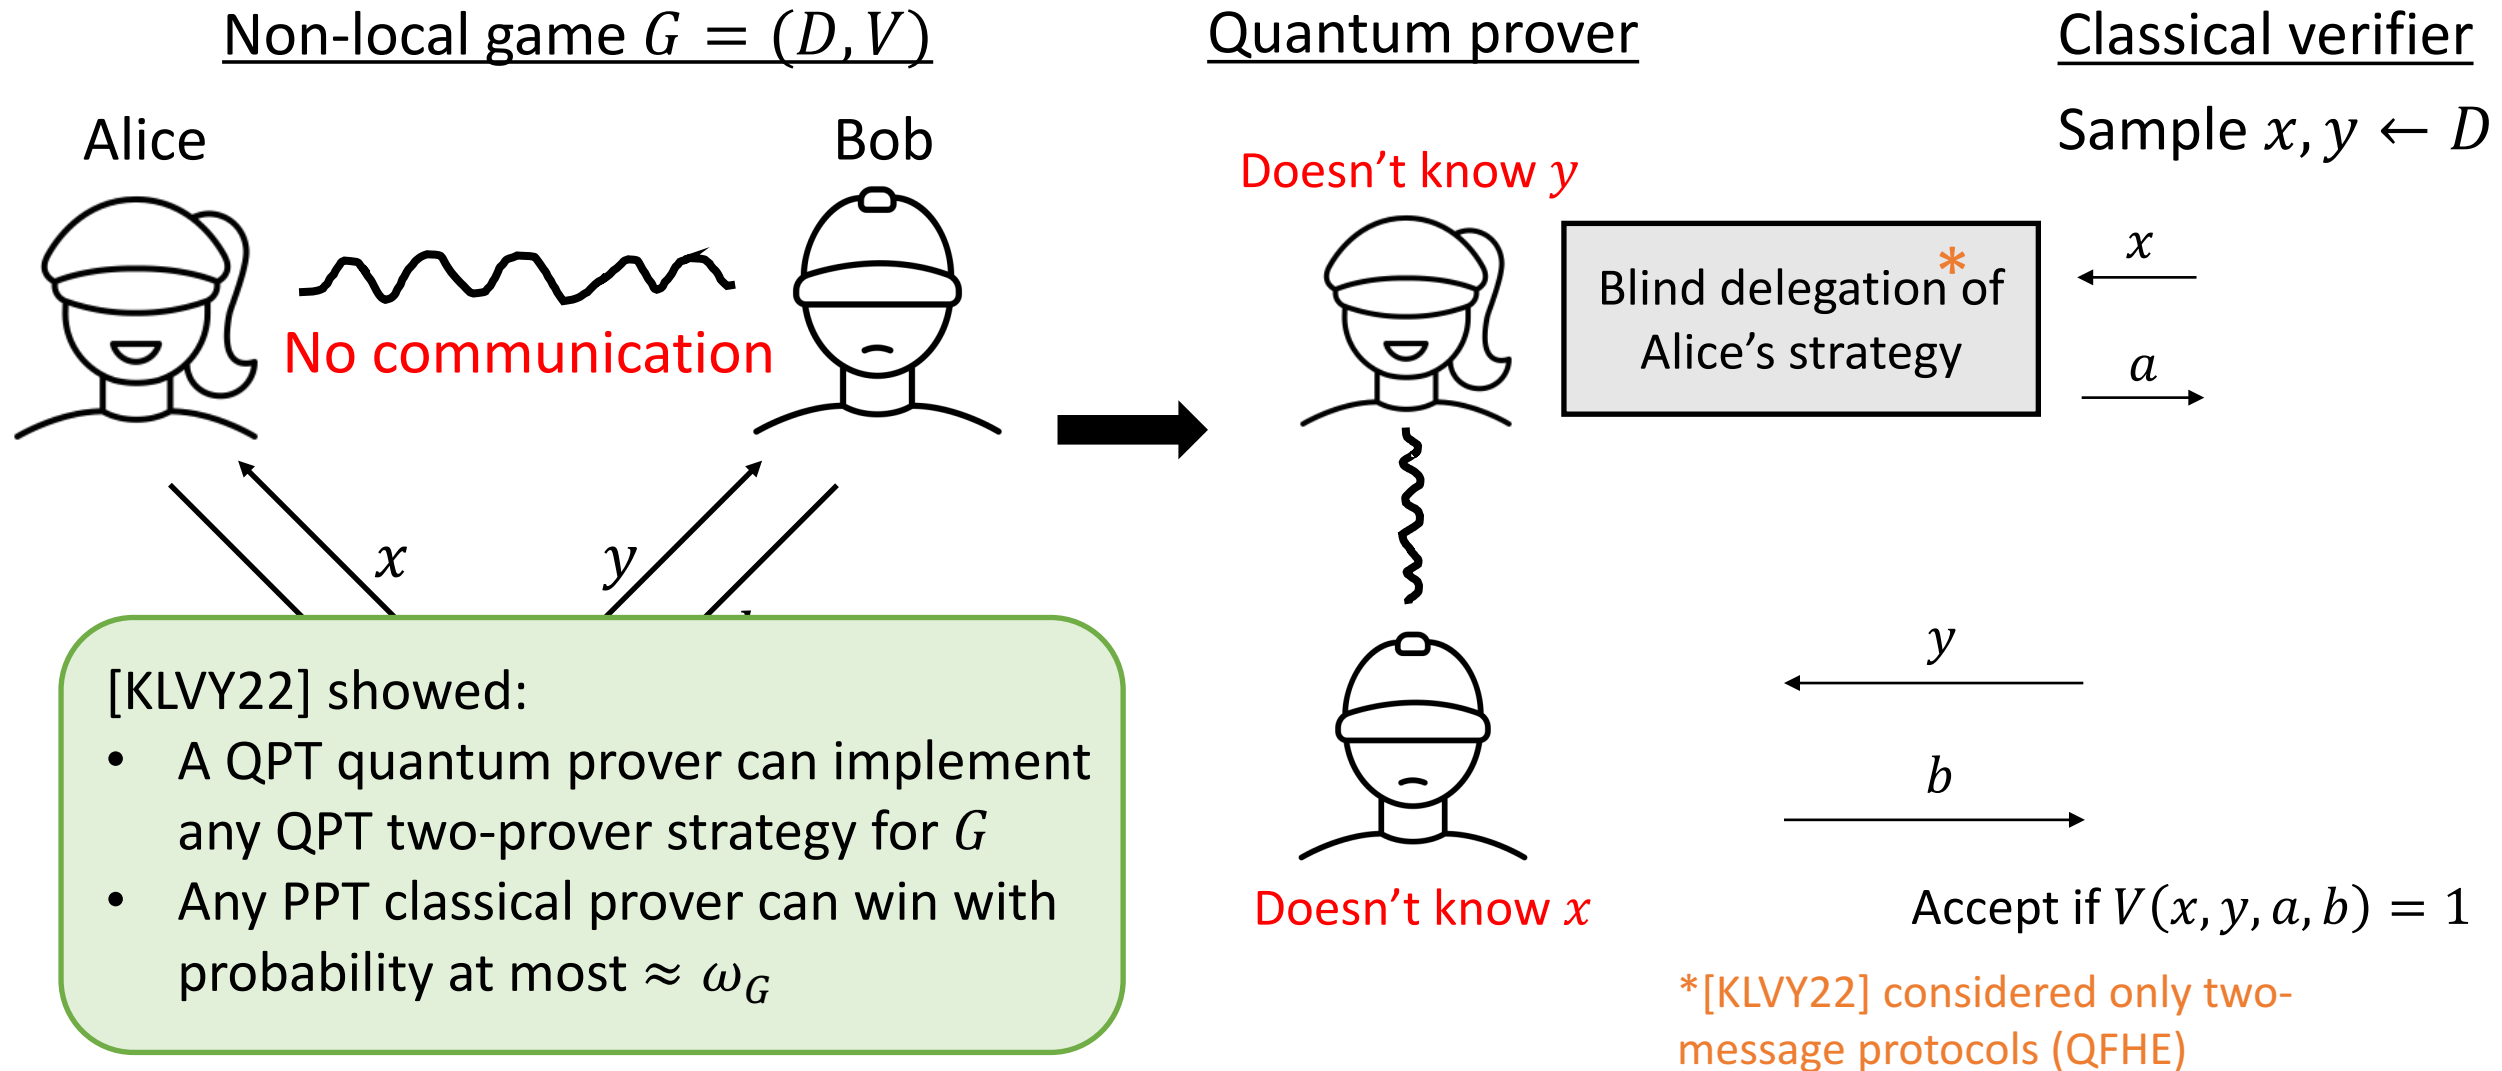 Non-local game G = (D, V)
Alice
Bob
No communication
x
y
[KLVY22] showed:
• A QPT quantum prover can implement
any QPT two-prover strategy for G
• Any PPT classical prover can win with
probability at most ≈ ω_G
Quantum prover
Classical verifier
Sample x, y ← D
Doesn't know y
Blind delegation* of
Alice's strategy
x
a
y
b
Doesn't know x
Accept if V(x, y, a, b) = 1
*[KLVY22] considered only two-
message protocols (QFHE)